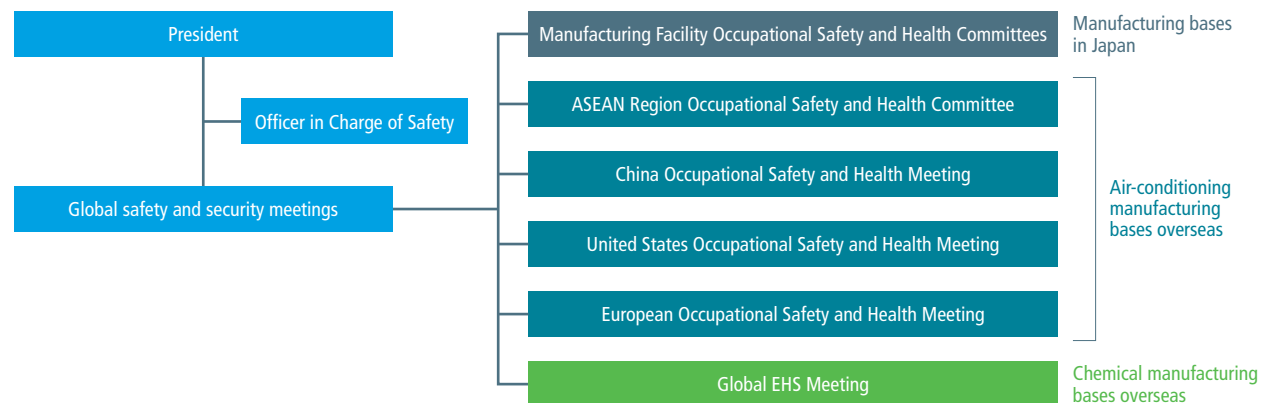 President
Officer in Charge of Safety
Global safety and security meetings
Manufacturing Facility Occupational Safety and Health Committees
Manufacturing bases
in Japan
ASEAN Region Occupational Safety and Health Committee
China Occupational Safety and Health Meeting
United States Occupational Safety and Health Meeting
European Occupational Safety and Health Meeting
Air-conditioning
manufacturing
bases overseas
Global EHS Meeting
Chemical manufacturing
bases overseas